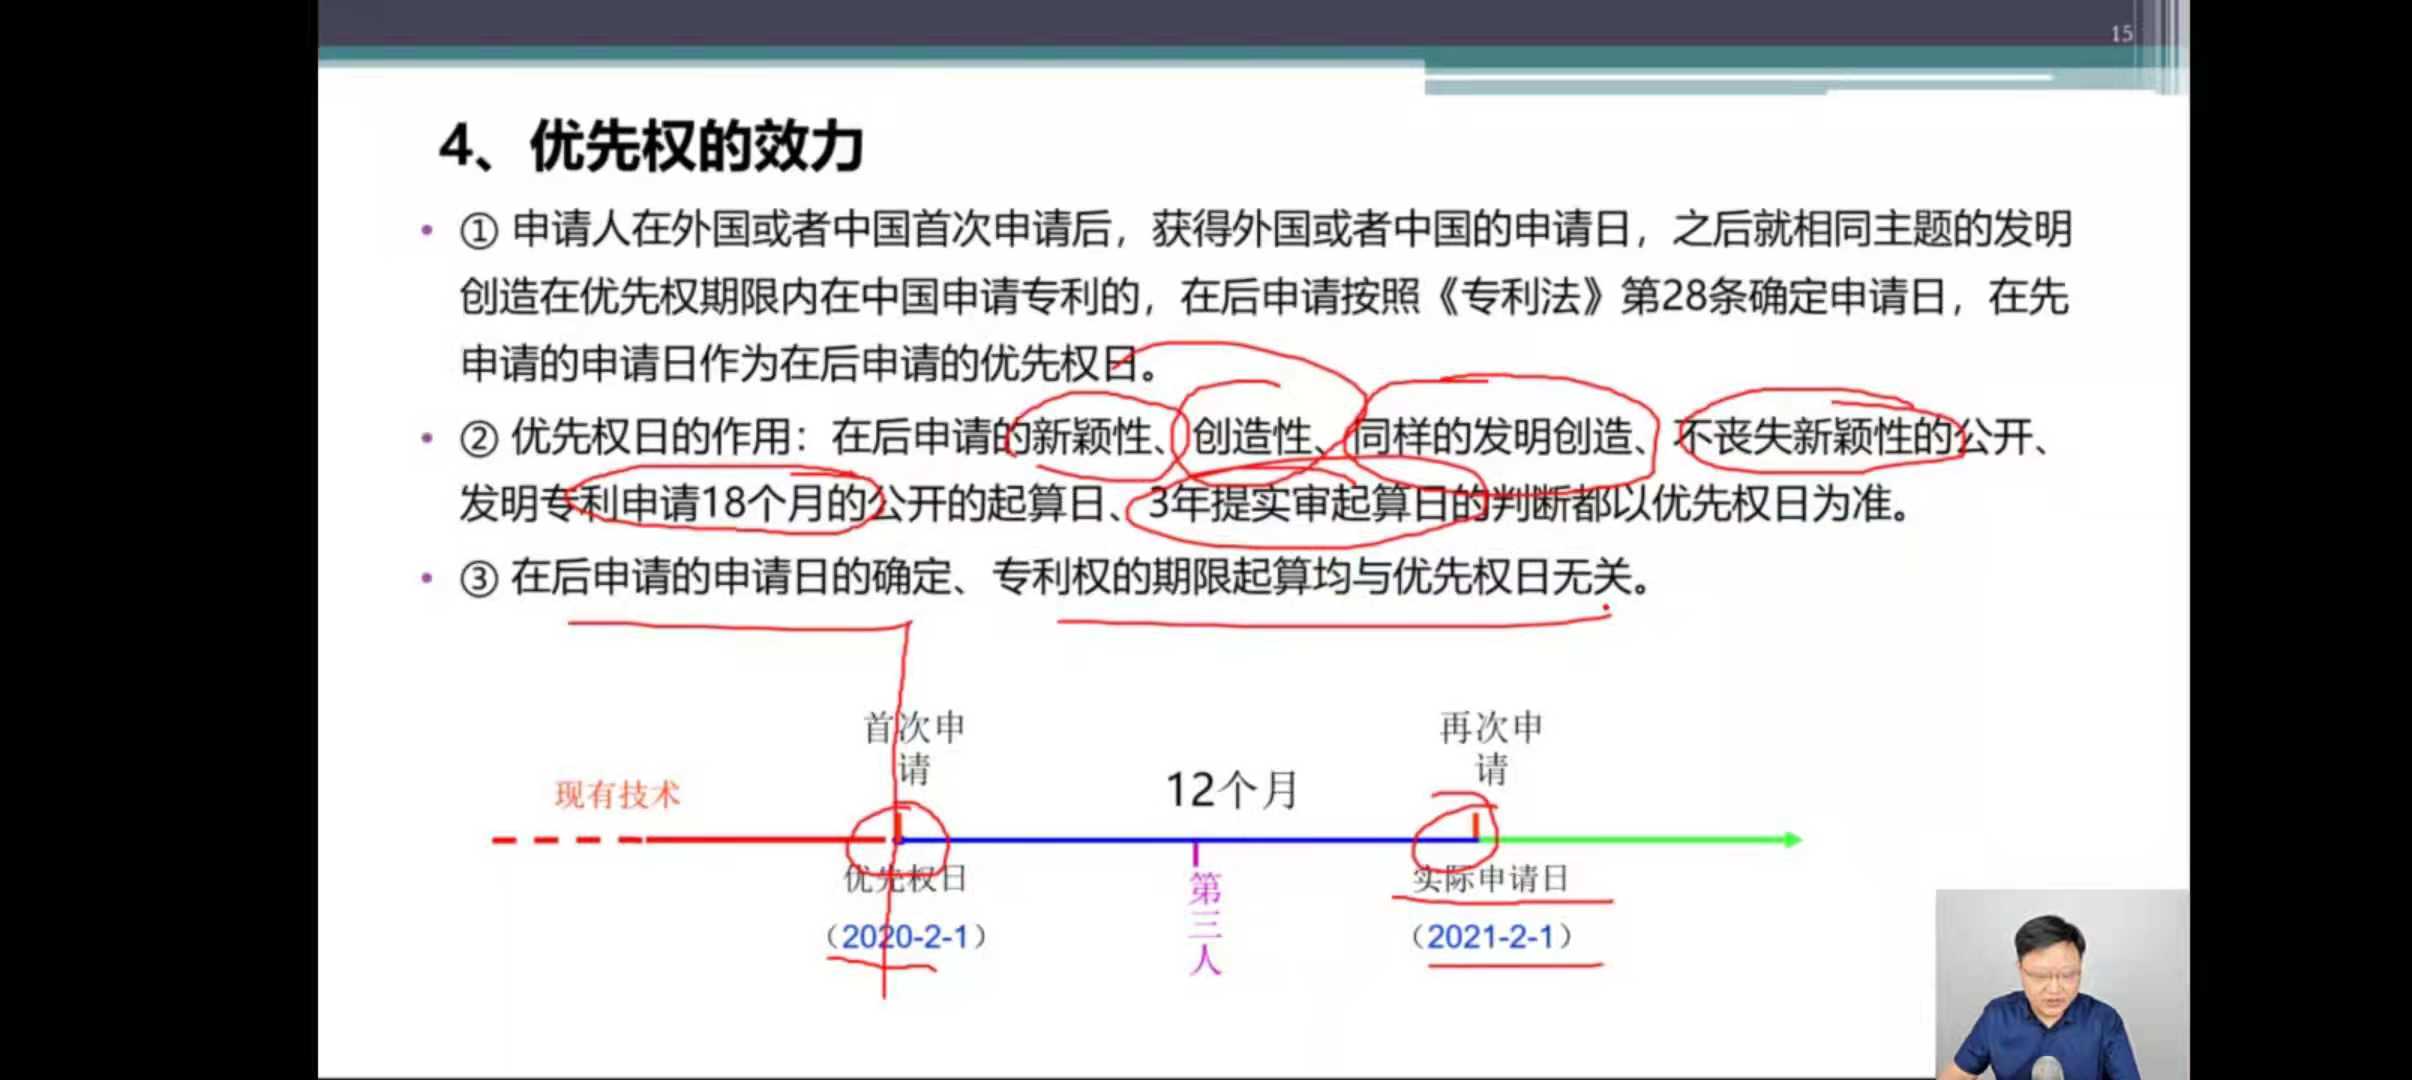 15
4、优先权的效力
• ① 申请人在外国或者中国首次申请后，获得外国或者中国的申请日，之后就相同主题的发明
创造在优先权期限内在中国申请专利的，在后申请按照《专利法》第28条确定申请日，在先
申请的申请日作为在后申请的优先权日。
• ② 优先权日的作用：在后申请的新颖性、创造性、同样的发明创造、不丧失新颖性的公开、
发明专利申请18个月的公开的起算日、3年提实审起算日的判断都以优先权日为准。
• ③ 在后申请的申请日的确定、专利权的期限起算均与优先权日无关。
首次申
请
再次申
请
现有技术
12个月
优先权日
（2020-2-1）
第
三
人
实际申请日
（2021-2-1）